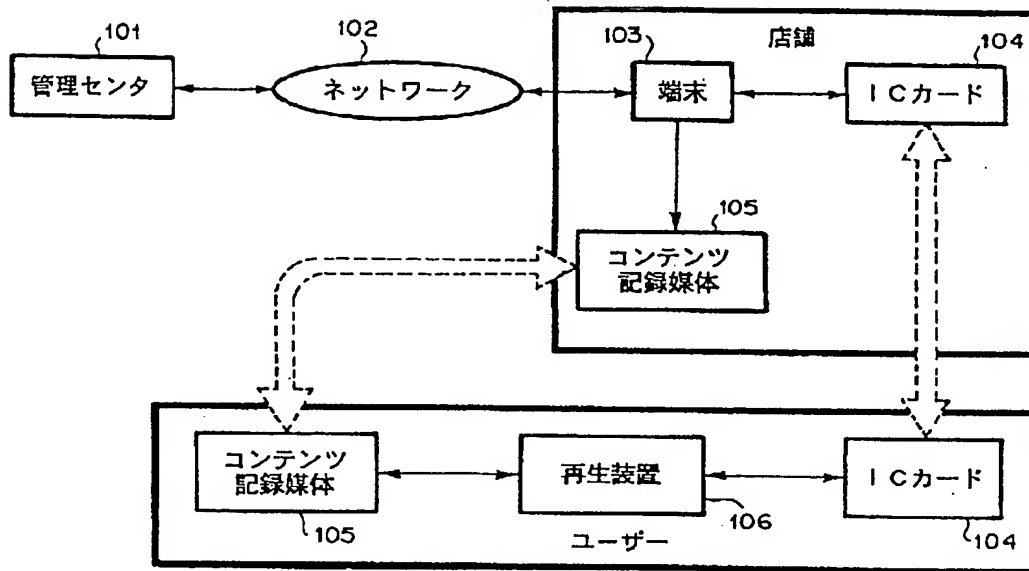 101
管理センタ
102
ネットワーク
店舗
103
端末
104
ICカード
105
コンテンツ
記録媒体
コンテンツ
記録媒体
105
再生装置
106
ICカード
104
ユーザー